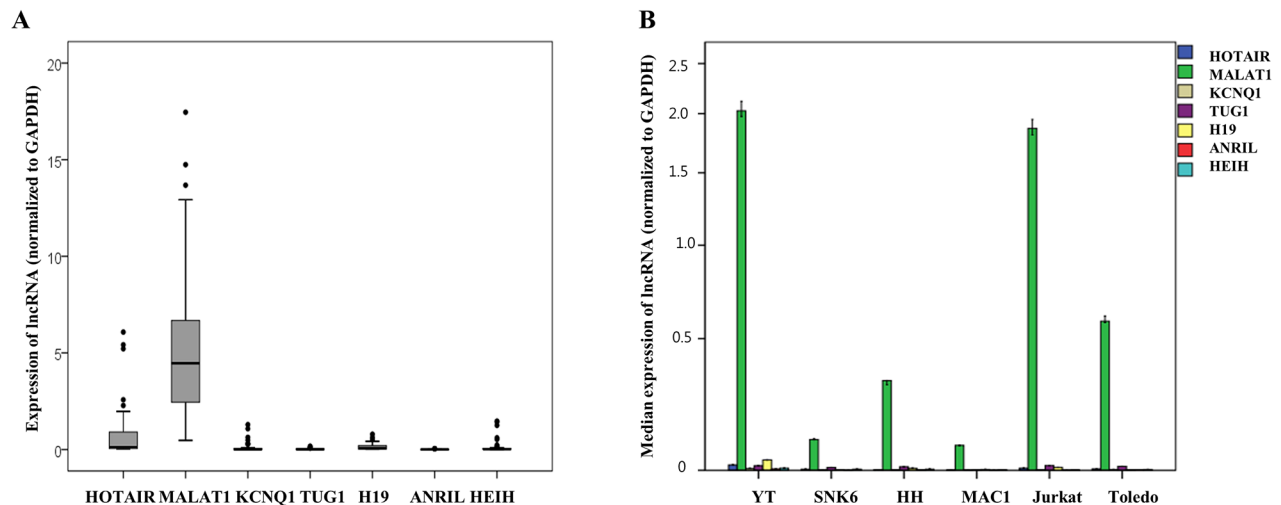 A
Expression of lncRNA (normalized to GAPDH)
20
15
10
5
0
HOTAIR MALAT1 KCNQ1 TUG1 H19 ANRIL HEIH
B
Median expression of lncRNA (normalized to GAPDH)
2.5
2.0
1.5
1.0
0.5
0
YT SNK6 HH MAC1 Jurkat Toledo
HOTAIR
MALAT1
KCNQ1
TUG1
H19
ANRIL
HEIH